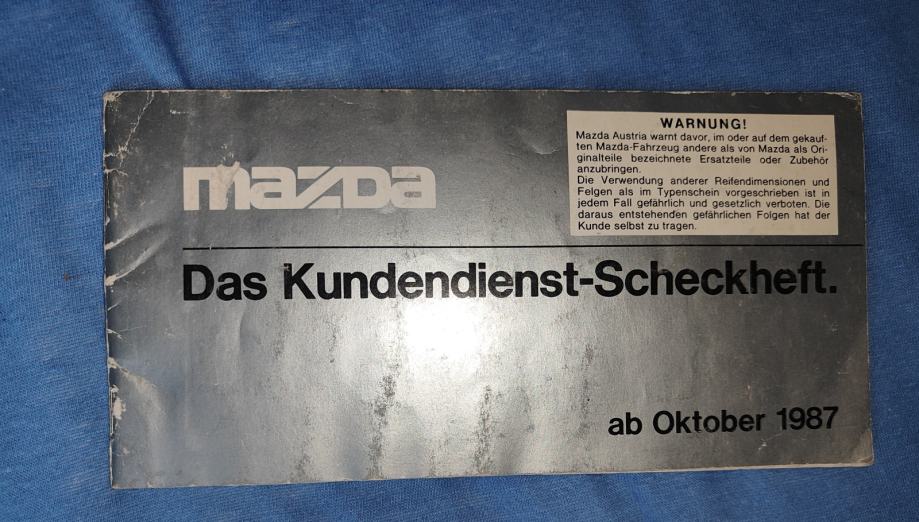 mazda
WARNUNG!
Mazda Austria warnt davor, im oder auf dem gekauf-
ten Mazda-Fahrzeug andere als von Mazda als Ori-
ginalteile bezeichnete Ersatzteile oder Zubehör
anzubringen.
Die Verwendung anderer Reifendimensionen und
Felgen als im Typenschein vorgeschrieben ist in
jedem Fall gefährlich und gesetzlich verboten. Die
daraus entstehenden gefährlichen Folgen hat der
Kunde selbst zu tragen.
Das Kundendienst-Scheckheft.
ab Oktober 1987